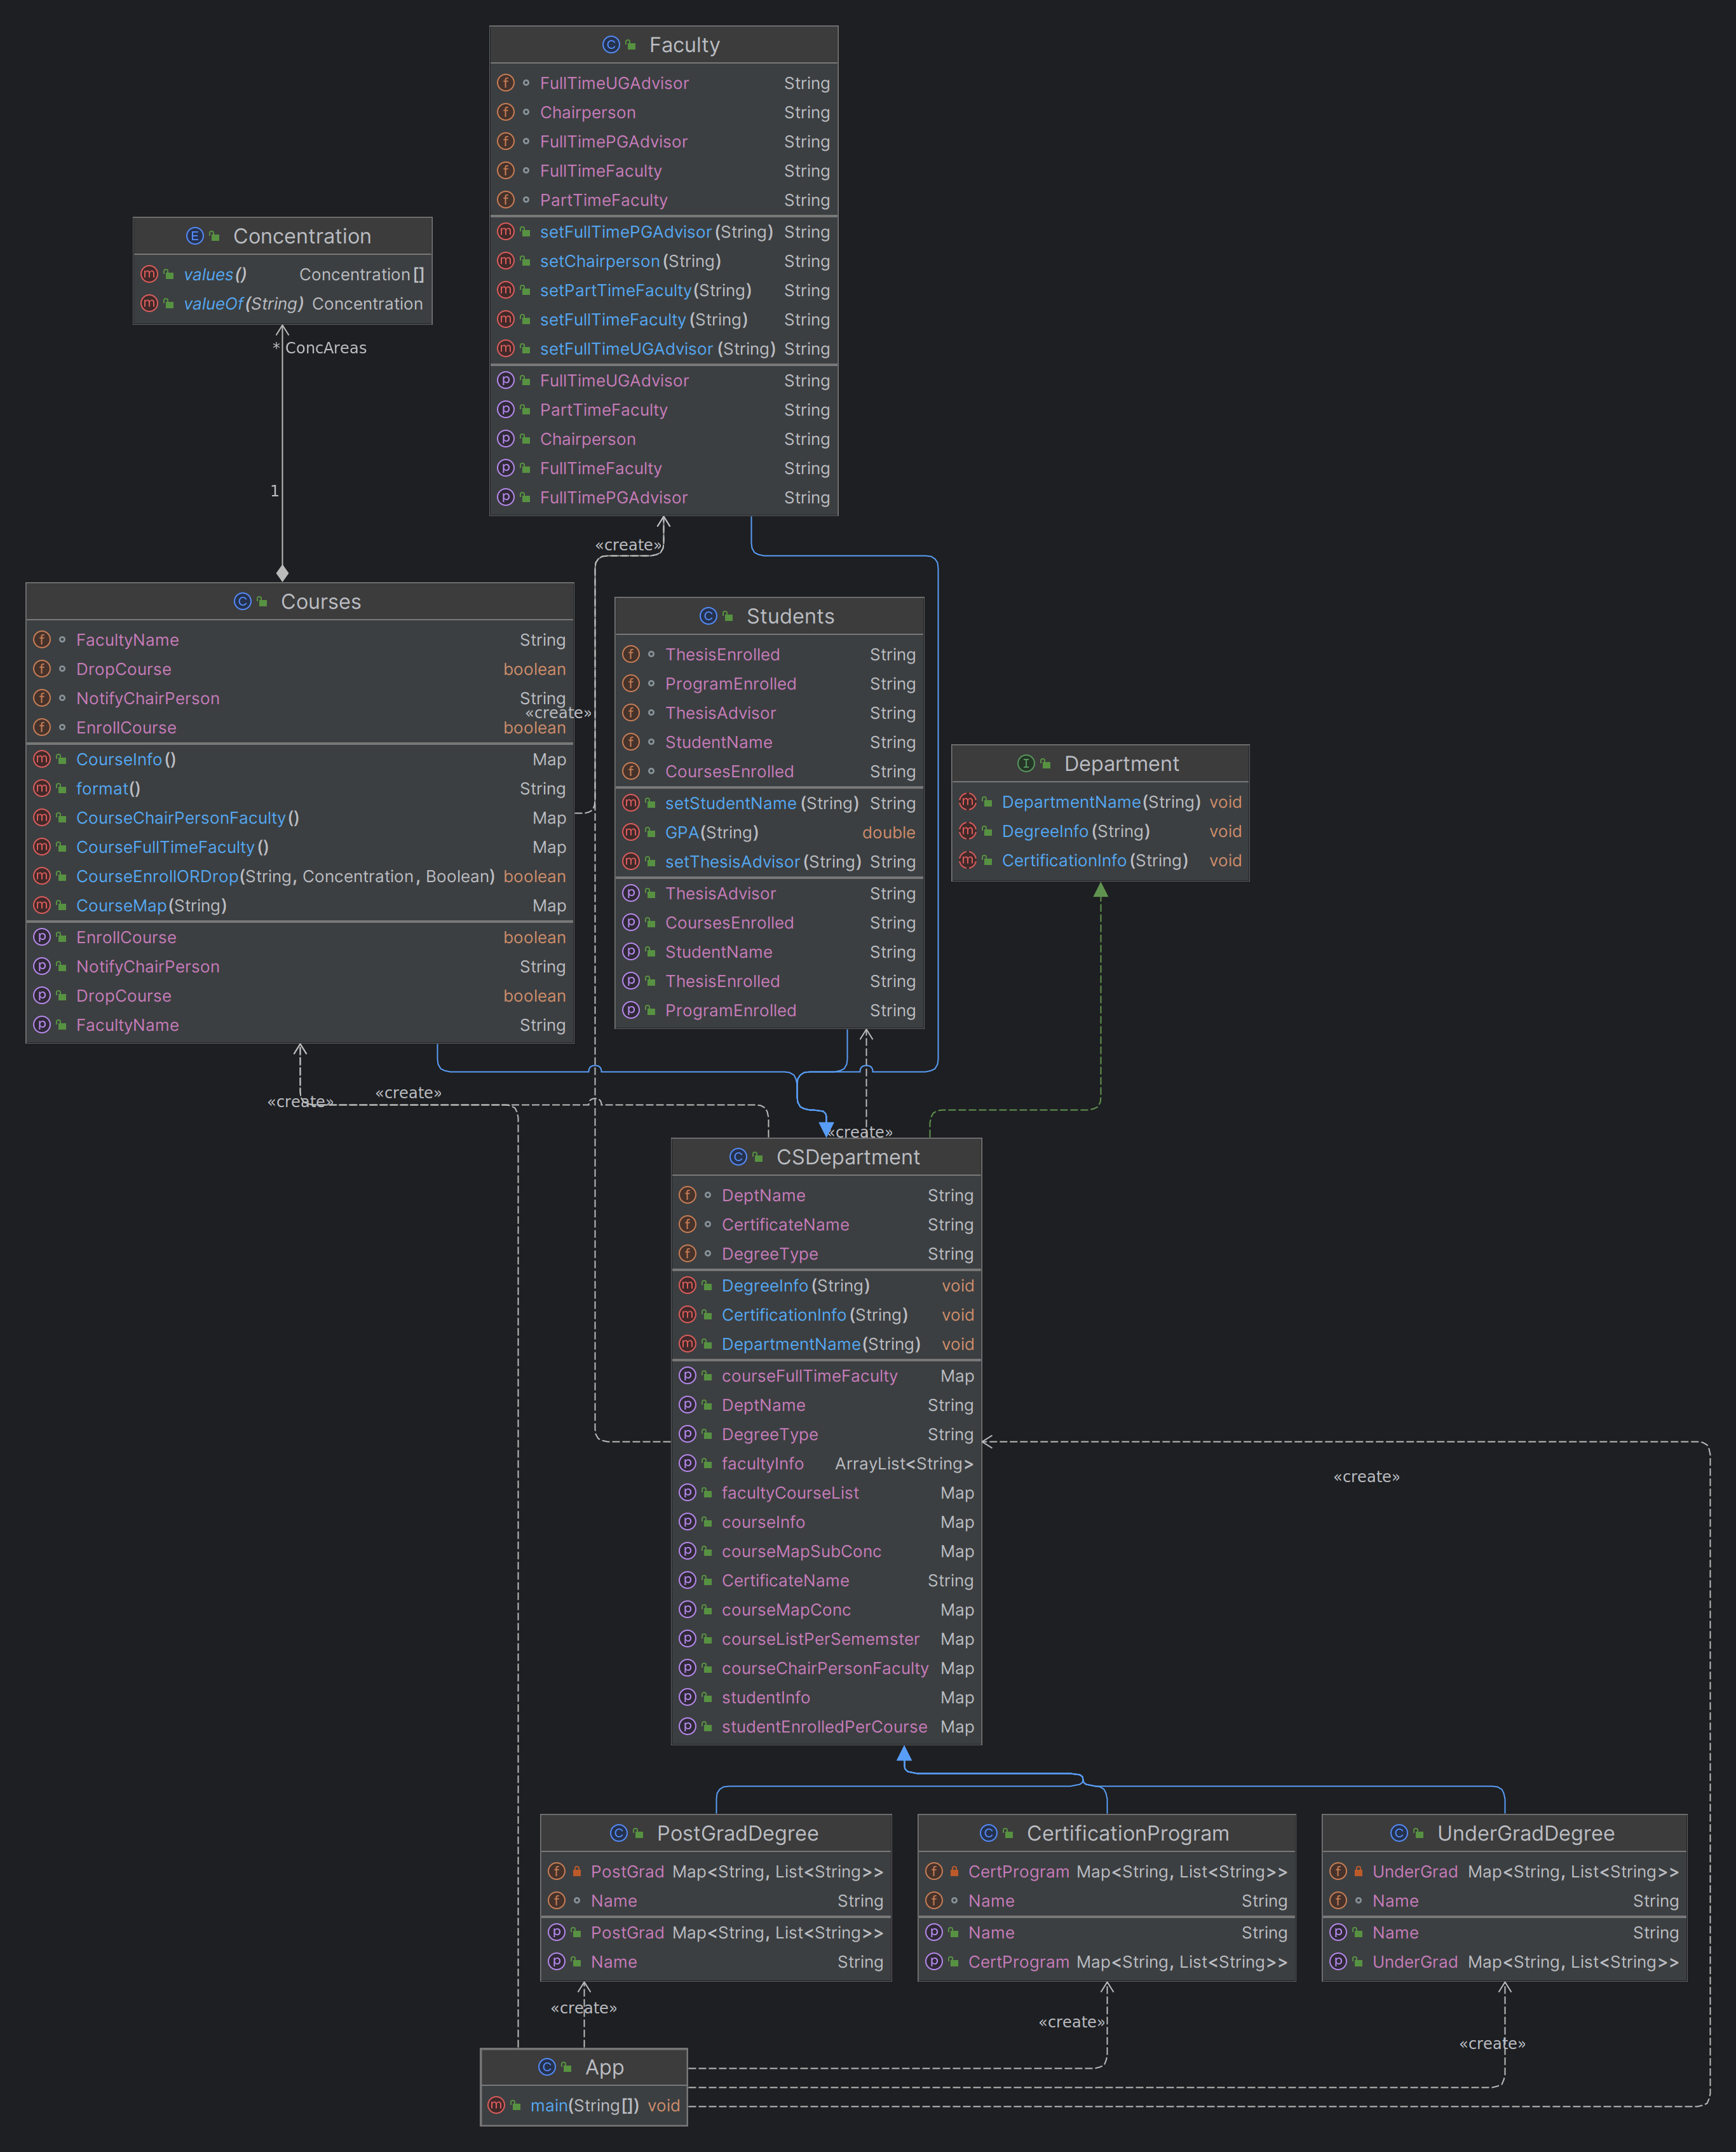 Faculty
FullTimeUGAdvisor String
Chairperson String
FullTimePGAdvisor String
FullTimeFaculty String
PartTimeFaculty String
setFullTimePGAdvisor(String) String
setChairperson(String) String
setPartTimeFaculty(String) String
setFullTimeFaculty(String) String
setFullTimeUGAdvisor(String) String
FullTimeUGAdvisor String
PartTimeFaculty String
Chairperson String
FullTimeFaculty String
FullTimePGAdvisor String
Concentration
values() Concentration[]
valueOf(String) Concentration
* ConcAreas
1
«create»
Courses
FacultyName String
DropCourse boolean
NotifyChairPerson String
EnrollCourse boolean
CourseInfo() Map
format() String
CourseChairPersonFaculty() Map
CourseFullTimeFaculty() Map
CourseEnrollORDrop(String, Concentration, Boolean) boolean
CourseMap(String) Map
EnrollCourse boolean
NotifyChairPerson String
DropCourse boolean
FacultyName String
«create»
Students
ThesisEnrolled String
ProgramEnrolled String
ThesisAdvisor String
StudentName String
CoursesEnrolled String
setStudentName(String) String
GPA(String) double
setThesisAdvisor(String) String
ThesisAdvisor String
CoursesEnrolled String
StudentName String
ThesisEnrolled String
ProgramEnrolled String
Department
DepartmentName(String) void
DegreeInfo(String) void
CertificationInfo(String) void
«create»
«create»
«create»
CSDepartment
DeptName String
CertificateName String
DegreeType String
DegreeInfo(String) void
CertificationInfo(String) void
DepartmentName(String) void
courseFullTimeFaculty Map
DeptName String
DegreeType String
facultyInfo ArrayList<String>
facultyCourseList Map
courseInfo Map
courseMapSubConc Map
CertificateName String
courseMapConc Map
courseListPerSememster Map
courseChairPersonFaculty Map
studentInfo Map
studentEnrolledPerCourse Map
«create»
PostGradDegree
PostGrad Map<String, List<String>>
Name String
PostGrad Map<String, List<String>>
Name String
CertificationProgram
CertProgram Map<String, List<String>>
Name String
Name String
CertProgram Map<String, List<String>>
UnderGradDegree
UnderGrad Map<String, List<String>>
Name String
Name String
UnderGrad Map<String, List<String>>
«create»
«create»
«create»
App
main(String[]) void